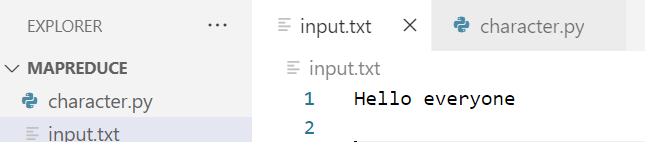 EXPLORER ...
MAPREDUCE
character.py
input.txt
input.txt character.py
input.txt
1 Hello everyone
2